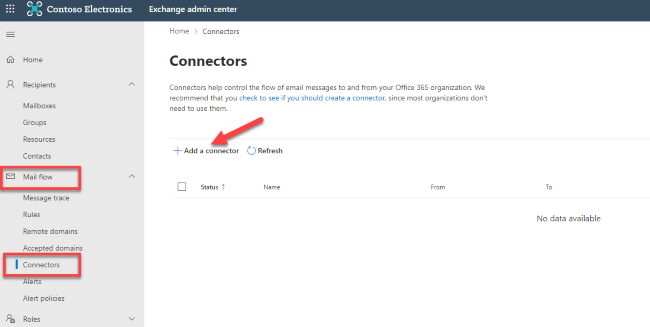 Contoso Electronics Exchange admin center
Home > Connectors
Home
Recipients
Mailboxes
Groups
Resources
Contacts
Mail flow
Message trace
Rules
Remote domains
Accepted domains
Connectors
Alerts
Alert policies
Roles
Connectors
Connectors help control the flow of email messages to and from your Office 365 organization. We
recommend that you check to see if you should create a connector, since most organizations don't
need to use them.
+ Add a connector Refresh
Status ↑ Name From To
No data available